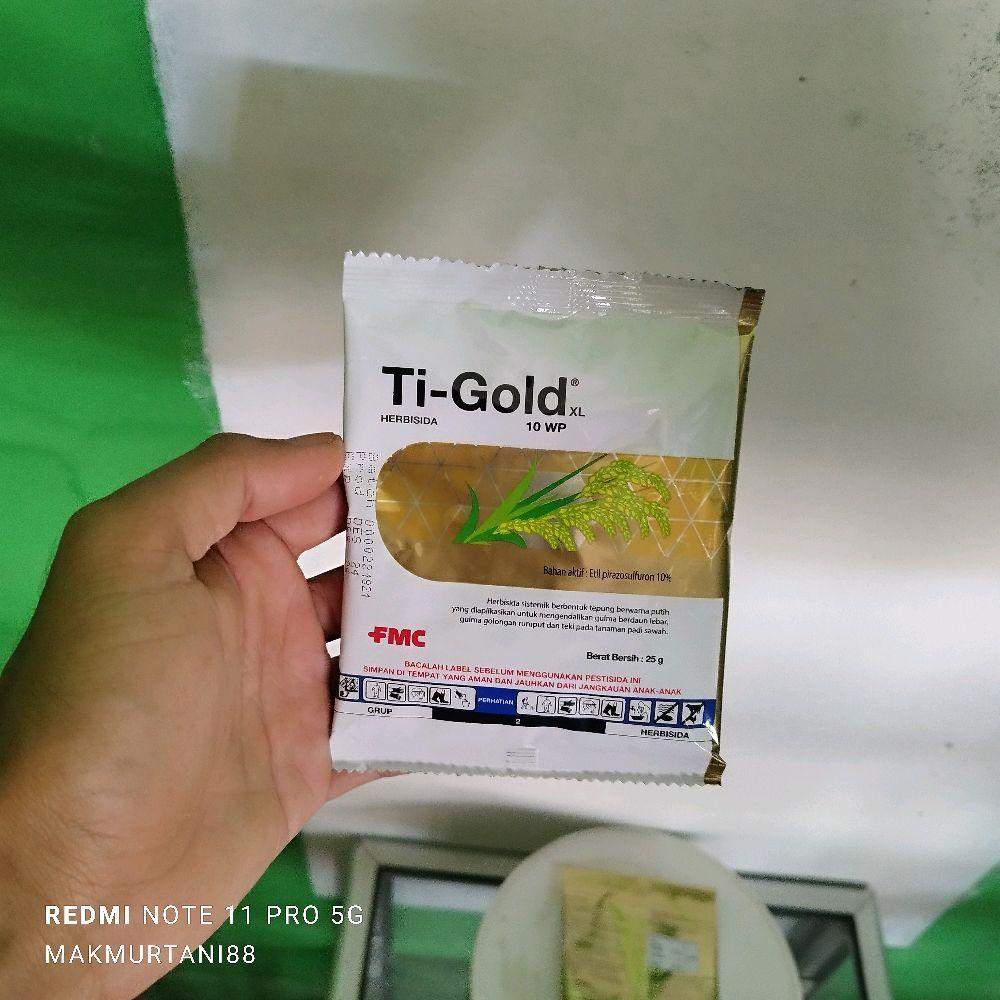 Ti-Gold®
XL
HERBISIDA
10 WP
Bahan aktif : Etil pirazosulfuron 10%
Herbisida sistemik berbentuk tepung berwarna putih
yang diaplikasikan untuk mengendalikan gulma berdaun lebar,
gulma golongan rumput dan teki pada tanaman padi sawah.
FMC
Berat Bersih : 25 g
BACALAH LABEL SEBELUM MENGGUNAKAN PESTISIDA INI
SIMPAN DI TEMPAT YANG AMAN DAN JAUHKAN DARI JANGKAUAN ANAK-ANAK
PERHATIAN
GRUP
2
HERBISIDA
REDMI NOTE 11 PRO 5G
MAKMURTANI88